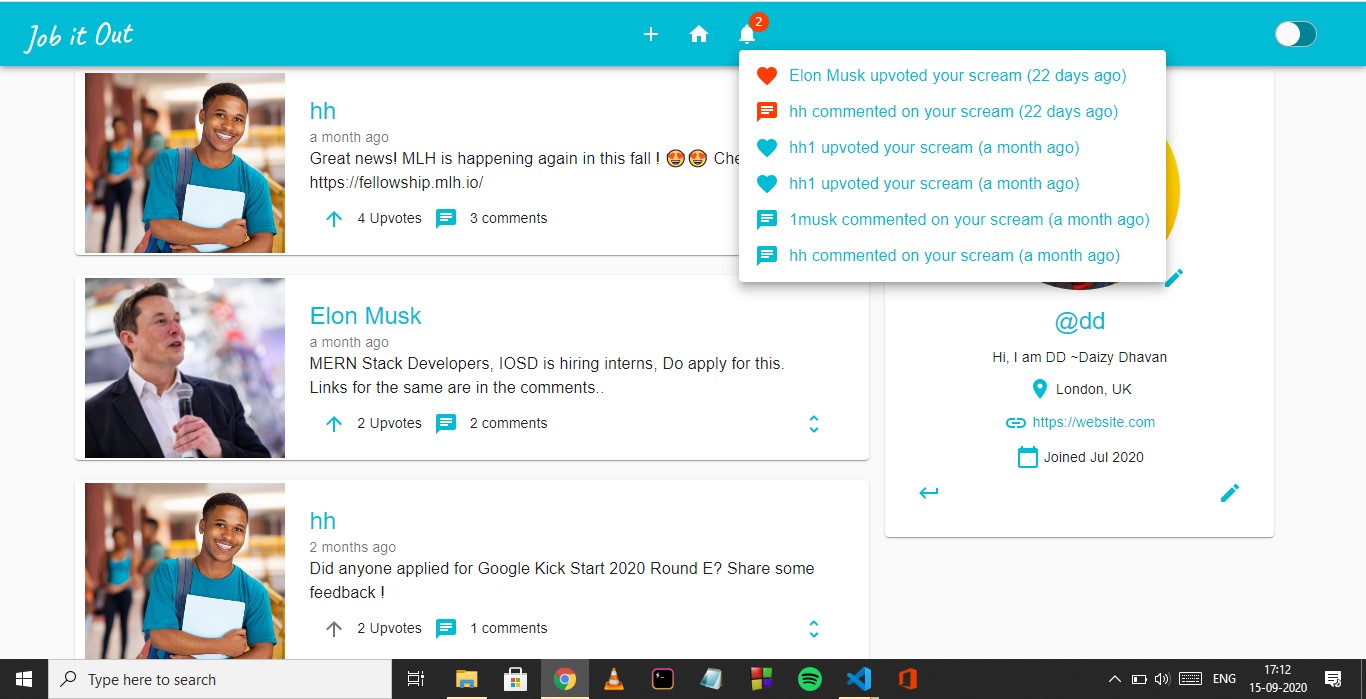 Job it Out
2
Elon Musk upvoted your scream (22 days ago)
hh commented on your scream (22 days ago)
hh1 upvoted your scream (a month ago)
hh1 upvoted your scream (a month ago)
1musk commented on your scream (a month ago)
hh commented on your scream (a month ago)
hh
a month ago
Great news! MLH is happening again in this fall ! 😍😍 Che
https://fellowship.mlh.io/
4 Upvotes 3 comments
Elon Musk
a month ago
MERN Stack Developers, IOSD is hiring interns, Do apply for this.
Links for the same are in the comments..
2 Upvotes 2 comments
hh
2 months ago
Did anyone applied for Google Kick Start 2020 Round E? Share some
feedback !
2 Upvotes 1 comments
@dd
Hi, I am DD ~Daizy Dhavan
London, UK
https://website.com
Joined Jul 2020
Type here to search
ENG
17:12
15-09-2020